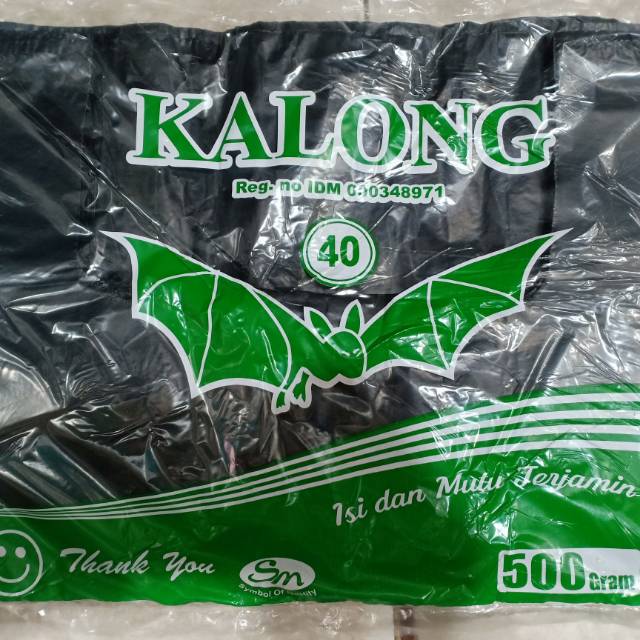 KALONG
Reg- no IDM 000348971
40
Isi dan Mutu Terjamin
Thank You
Sm
Symbol Of Quality
500 Gram